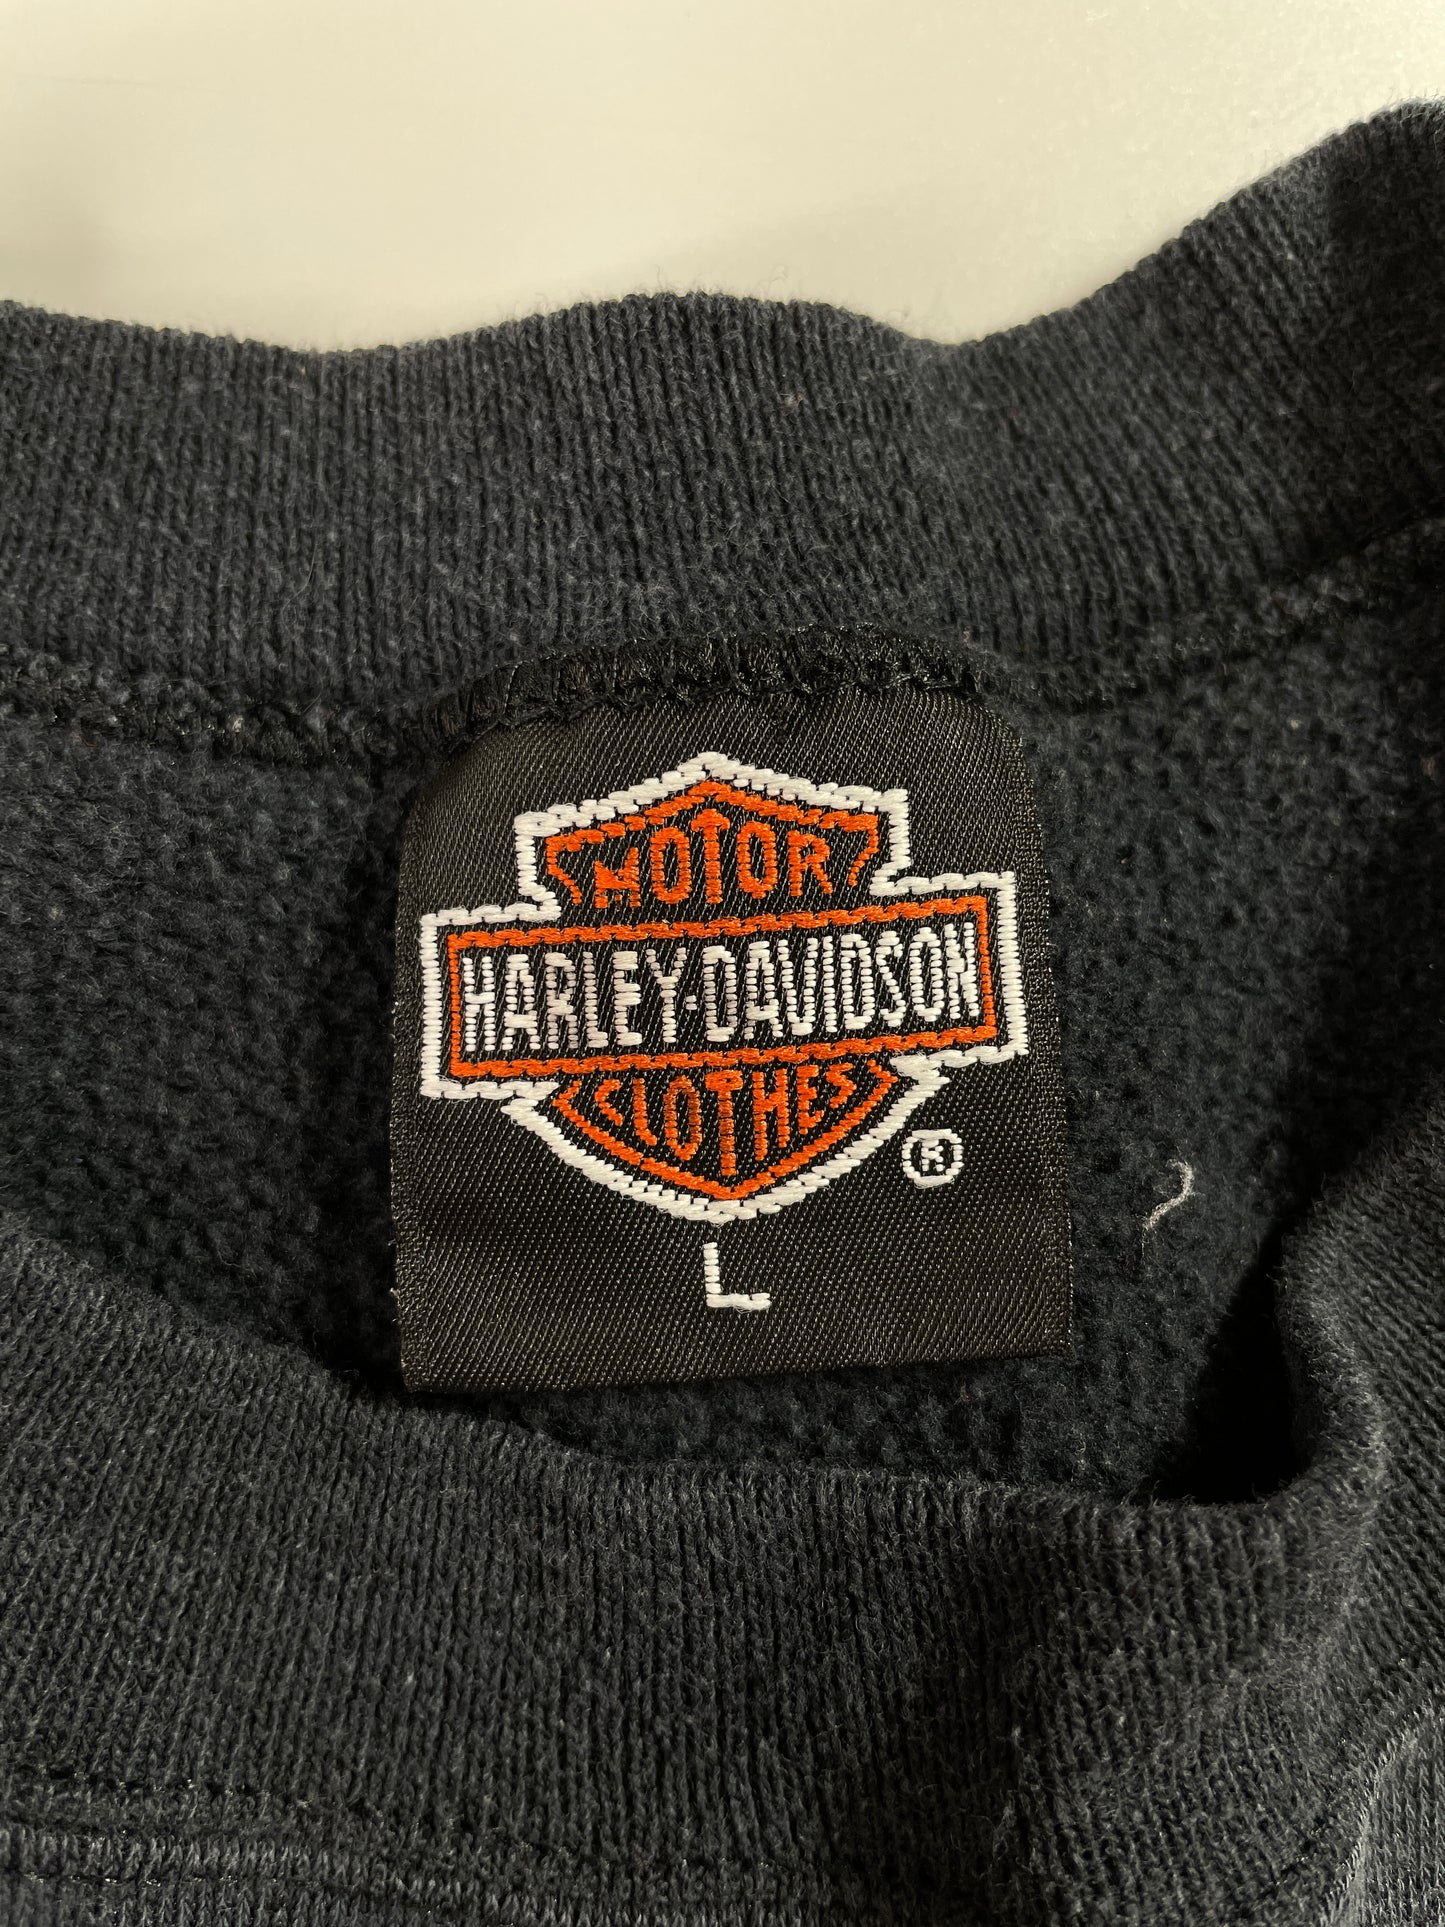 MOTOR
HARLEY-DAVIDSON
CLOTHES
®
L